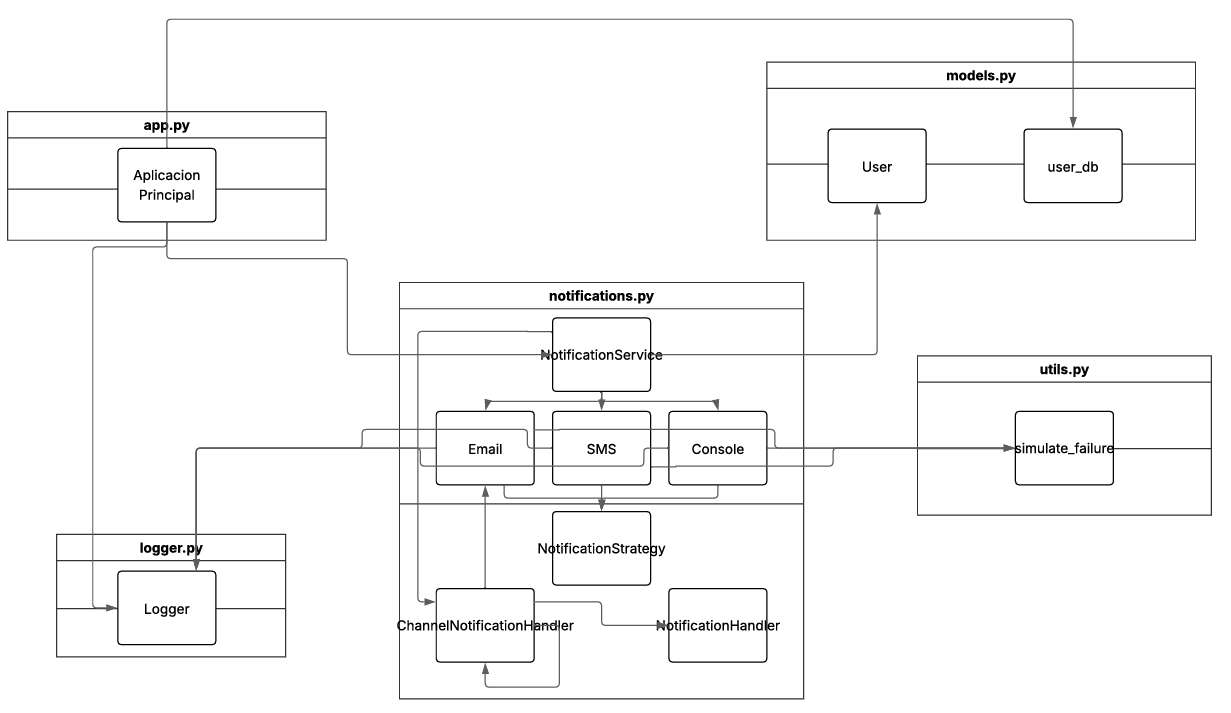 models.py
app.py
User
user_db
Aplicacion
Principal
notifications.py
NotificationService
utils.py
Email
SMS
Console
simulate_failure
logger.py
NotificationStrategy
Logger
ChannelNotificationHandler
NotificationHandler